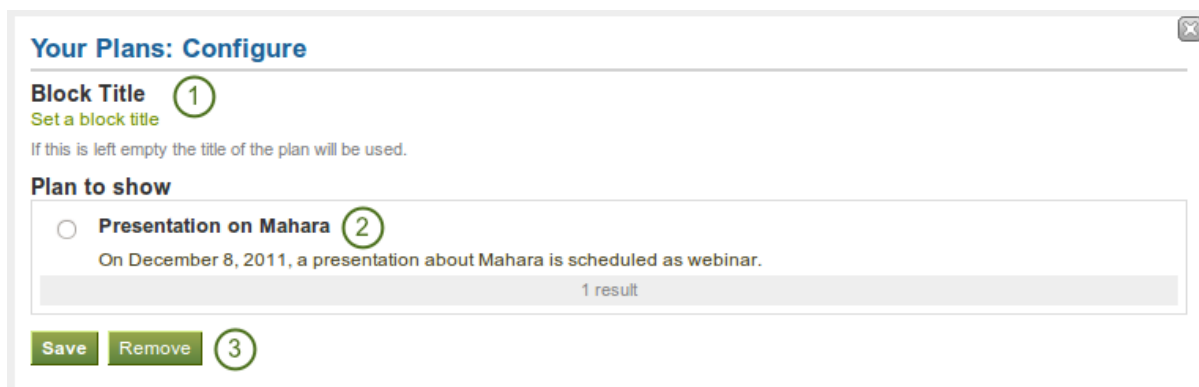 Your Plans: Configure
Block Title 1
Set a block title
If this is left empty the title of the plan will be used.
Plan to show
Presentation on Mahara 2
On December 8, 2011, a presentation about Mahara is scheduled as webinar.
1 result
Save Remove 3